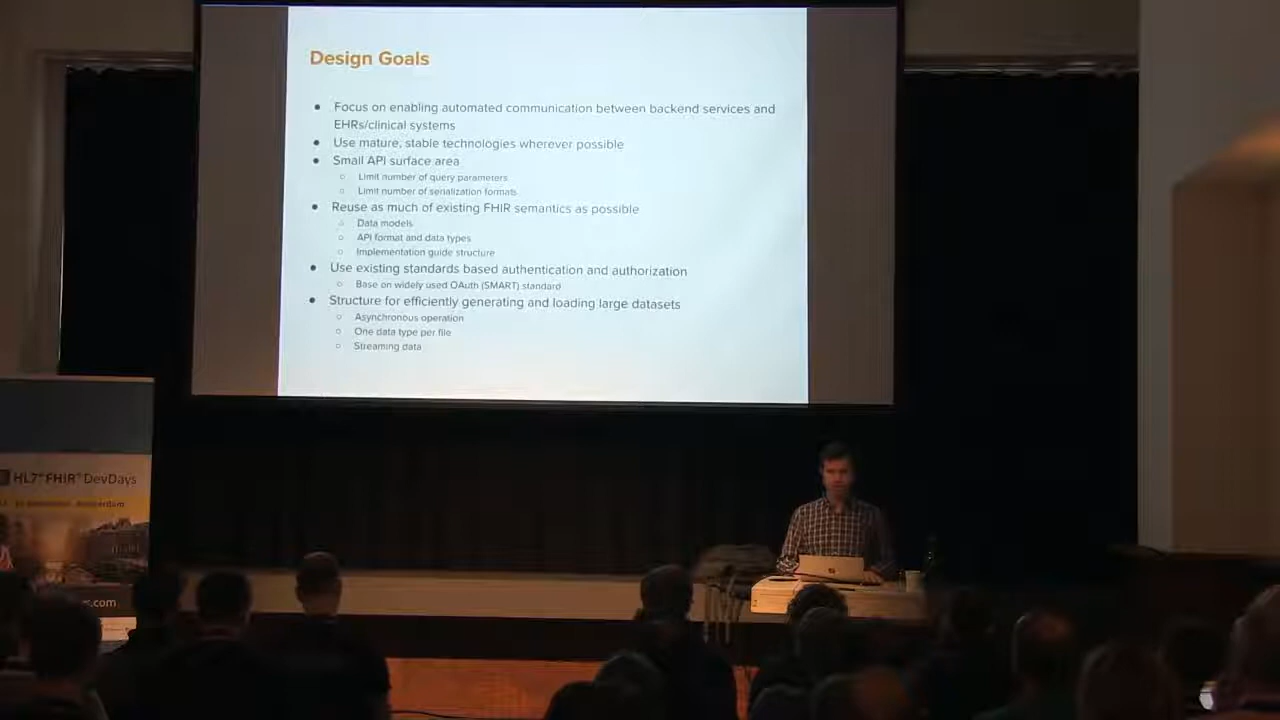 Design Goals
● Focus on enabling automated communication between backend services and
EHRs/clinical systems
● Use mature, stable technologies wherever possible
● Small API surface area
○ Limit number of query parameters
○ Limit number of serialization formats
● Reuse as much of existing FHIR semantics as possible
○ Data models
○ API format and data types
○ Implementation guide structure
● Use existing standards based authentication and authorization
○ Base on widely used OAuth (SMART) standard
● Structure for efficiently generating and loading large datasets
○ Asynchronous operation
○ One data type per file
○ Streaming data
HL7® FHIR® DevDays
.com